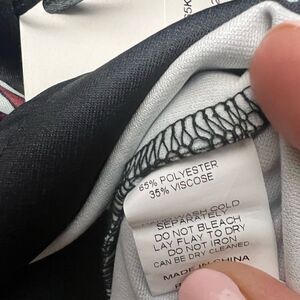 65% POLYESTER
35% VISCOSE
WASH COLD
SEPARATELY
DO NOT BLEACH
LAY FLAT TO DRY
DO NOT IRON
CAN BE DRY CLEANED
MADE IN CHINA